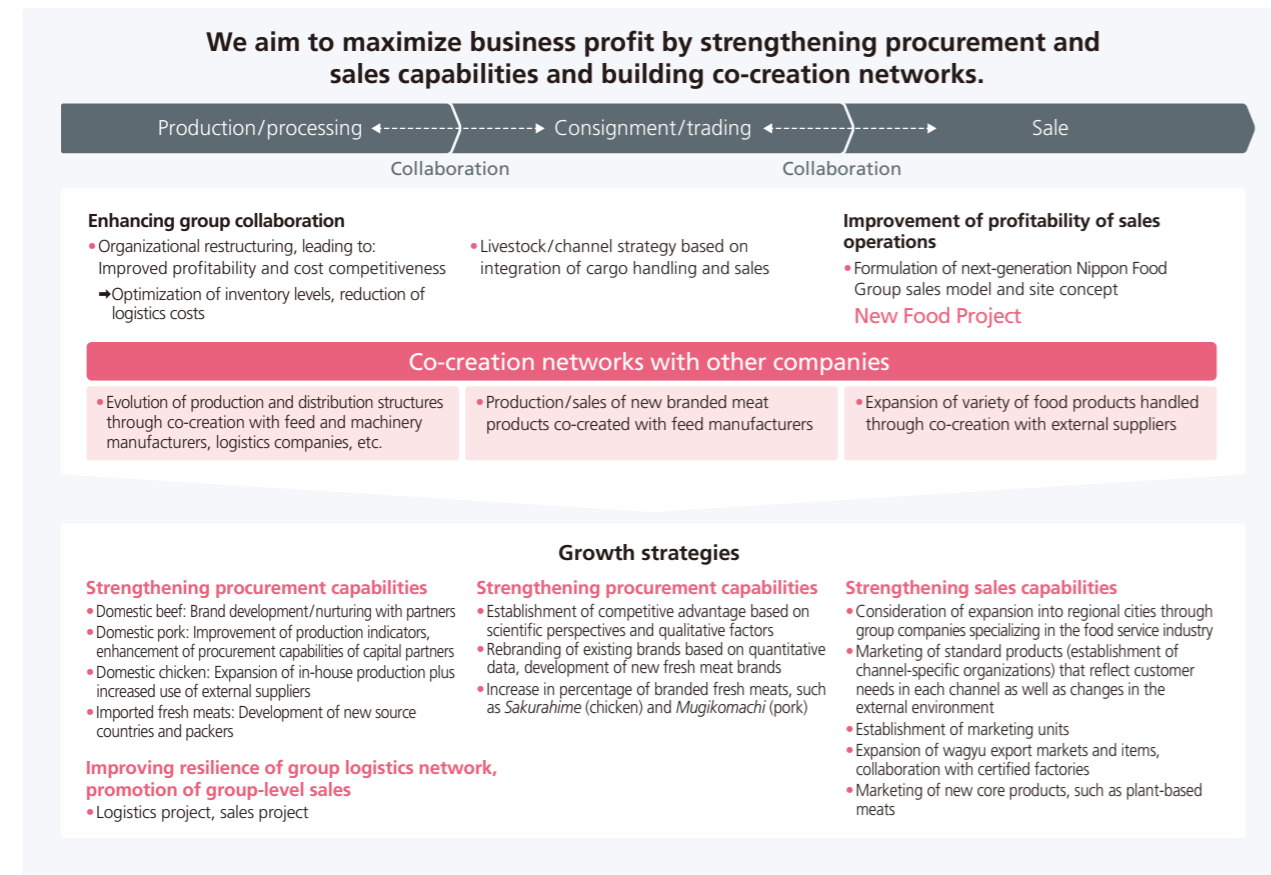 We aim to maximize business profit by strengthening procurement and
sales capabilities and building co-creation networks.
Production/processing
Consignment/trading
Sale
Collaboration
Collaboration
Enhancing group collaboration
•Organizational restructuring, leading to:
Improved profitability and cost competitiveness
➡Optimization of inventory levels, reduction of
logistics costs
•Livestock/channel strategy based on
integration of cargo handling and sales
Improvement of profitability of sales
operations
•Formulation of next-generation Nippon Food
Group sales model and site concept
New Food Project
Co-creation networks with other companies
•Evolution of production and distribution structures
through co-creation with feed and machinery
manufacturers, logistics companies, etc.
•Production/sales of new branded meat
products co-created with feed manufacturers
•Expansion of variety of food products handled
through co-creation with external suppliers
Growth strategies
Strengthening procurement capabilities
•Domestic beef: Brand development/nurturing with partners
•Domestic pork: Improvement of production indicators,
enhancement of procurement capabilities of capital partners
•Domestic chicken: Expansion of in-house production plus
increased use of external suppliers
•Imported fresh meats: Development of new source
countries and packers
Improving resilience of group logistics network,
promotion of group-level sales
•Logistics project, sales project
Strengthening procurement capabilities
•Establishment of competitive advantage based on
scientific perspectives and qualitative factors
•Rebranding of existing brands based on quantitative
data, development of new fresh meat brands
•Increase in percentage of branded fresh meats, such
as Sakurahime (chicken) and Mugikomachi (pork)
Strengthening sales capabilities
•Consideration of expansion into regional cities through
group companies specializing in the food service industry
•Marketing of standard products (establishment of
channel-specific organizations) that reflect customer
needs in each channel as well as changes in the
external environment
•Establishment of marketing units
•Expansion of wagyu export markets and items,
collaboration with certified factories
•Marketing of new core products, such as plant-based
meats